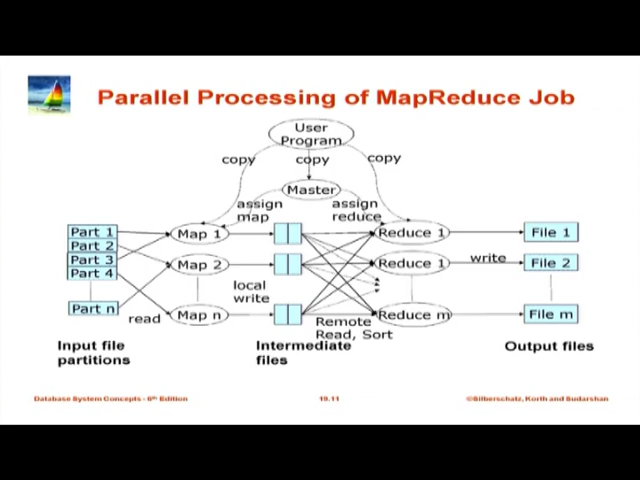 Parallel Processing of MapReduce Job
User
Program
copy
copy
copy
Master
assign
map
assign
reduce
Part 1
Part 2
Part 3
Part 4
Part n
Map 1
Map 2
Map n
Reduce 1
Reduce 1
Reduce m
File 1
File 2
File m
write
local
write
read
Remote
Read, Sort
Input file
partitions
Intermediate
files
Output files
Database System Concepts - 6th Edition
19.11
©Silberschatz, Korth and Sudarshan